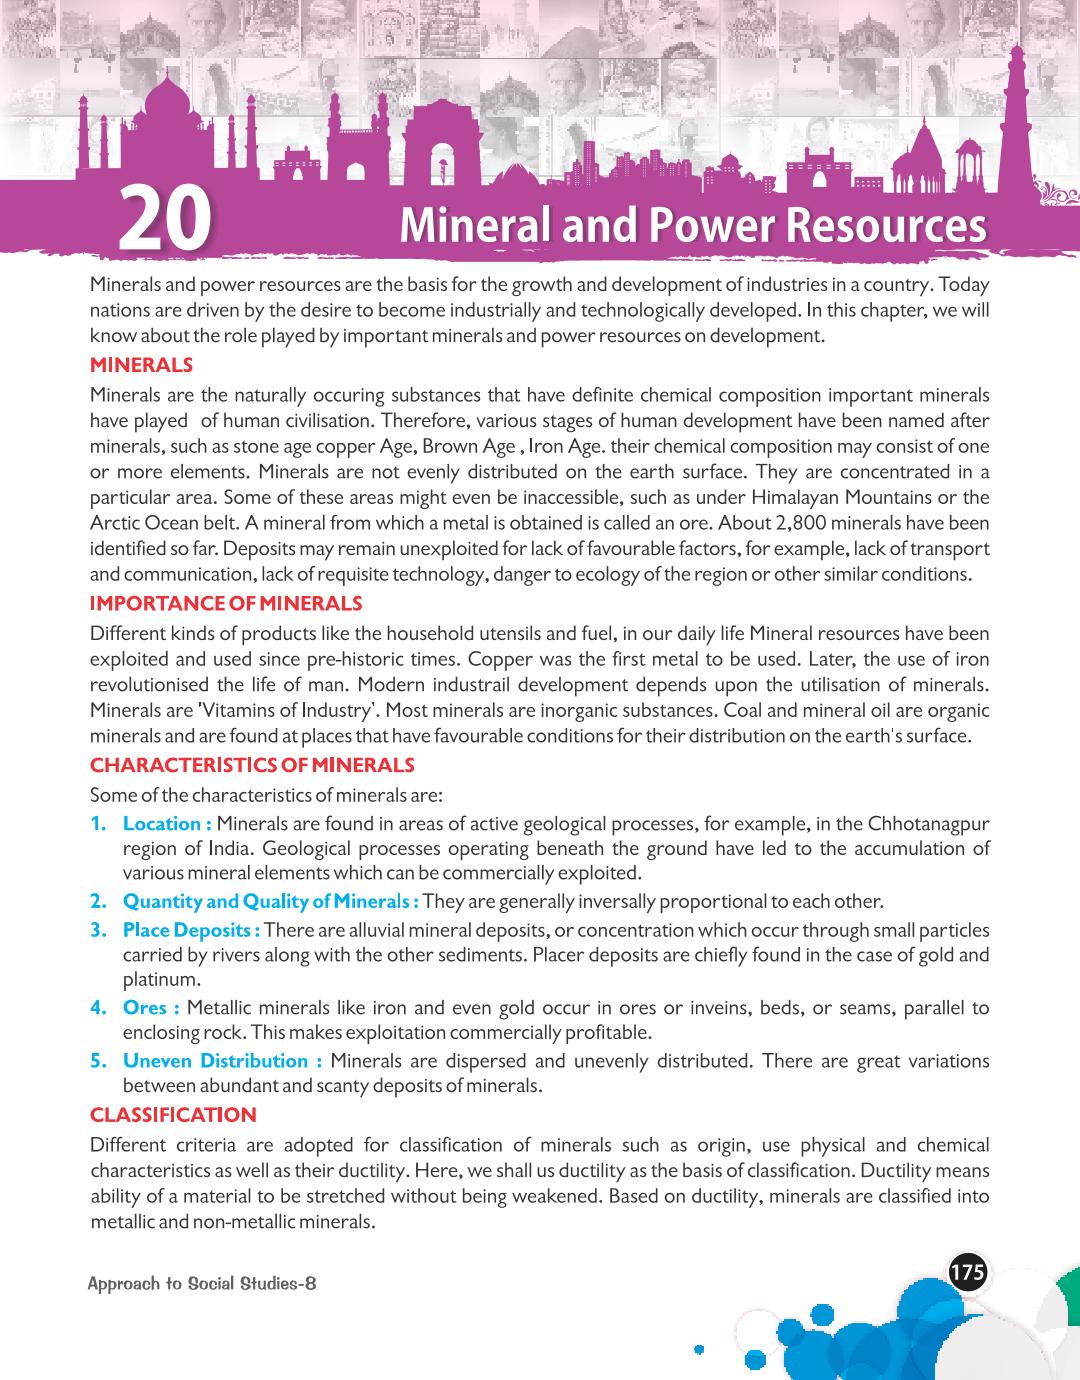 20
Mineral and Power Resources
Minerals and power resources are the basis for the growth and development of industries in a country. Today
nations are driven by the desire to become industrially and technologically developed. In this chapter, we will
know about the role played by important minerals and power resources on development.
MINERALS
Minerals are the naturally occuring substances that have definite chemical composition important minerals
have played of human civilisation. Therefore, various stages of human development have been named after
minerals, such as stone age copper Age, Brown Age , Iron Age. their chemical composition may consist of one
or more elements. Minerals are not evenly distributed on the earth surface. They are concentrated in a
particular area. Some of these areas might even be inaccessible, such as under Himalayan Mountains or the
Arctic Ocean belt. A mineral from which a metal is obtained is called an ore. About 2,800 minerals have been
identified so far. Deposits may remain unexploited for lack of favourable factors, for example, lack of transport
and communication, lack of requisite technology, danger to ecology of the region or other similar conditions.
IMPORTANCE OF MINERALS
Different kinds of products like the household utensils and fuel, in our daily life Mineral resources have been
exploited and used since pre-historic times. Copper was the first metal to be used. Later, the use of iron
revolutionised the life of man. Modern industrail development depends upon the utilisation of minerals.
Minerals are 'Vitamins of Industry'. Most minerals are inorganic substances. Coal and mineral oil are organic
minerals and are found at places that have favourable conditions for their distribution on the earth's surface.
CHARACTERISTICS OF MINERALS
Some of the characteristics of minerals are:
1. Location : Minerals are found in areas of active geological processes, for example, in the Chhotanagpur
region of India. Geological processes operating beneath the ground have led to the accumulation of
various mineral elements which can be commercially exploited.
2. Quantity and Quality of Minerals : They are generally inversally proportional to each other.
3. Place Deposits : There are alluvial mineral deposits, or concentration which occur through small particles
carried by rivers along with the other sediments. Placer deposits are chiefly found in the case of gold and
platinum.
4. Ores : Metallic minerals like iron and even gold occur in ores or inveins, beds, or seams, parallel to
enclosing rock. This makes exploitation commercially profitable.
5. Uneven Distribution : Minerals are dispersed and unevenly distributed. There are great variations
between abundant and scanty deposits of minerals.
CLASSIFICATION
Different criteria are adopted for classification of minerals such as origin, use physical and chemical
characteristics as well as their ductility. Here, we shall us ductility as the basis of classification. Ductility means
ability of a material to be stretched without being weakened. Based on ductility, minerals are classified into
metallic and non-metallic minerals.
Approach to Social Studies-8
175